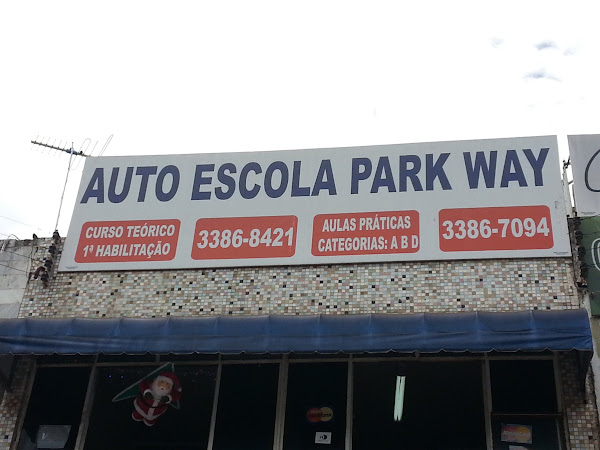 AUTO ESCOLA PARK WAY
CURSO TEÓRICO
1ª HABILITAÇÃO
3386-8421
AULAS PRÁTICAS
CATEGORIAS: A B D
3386-7094